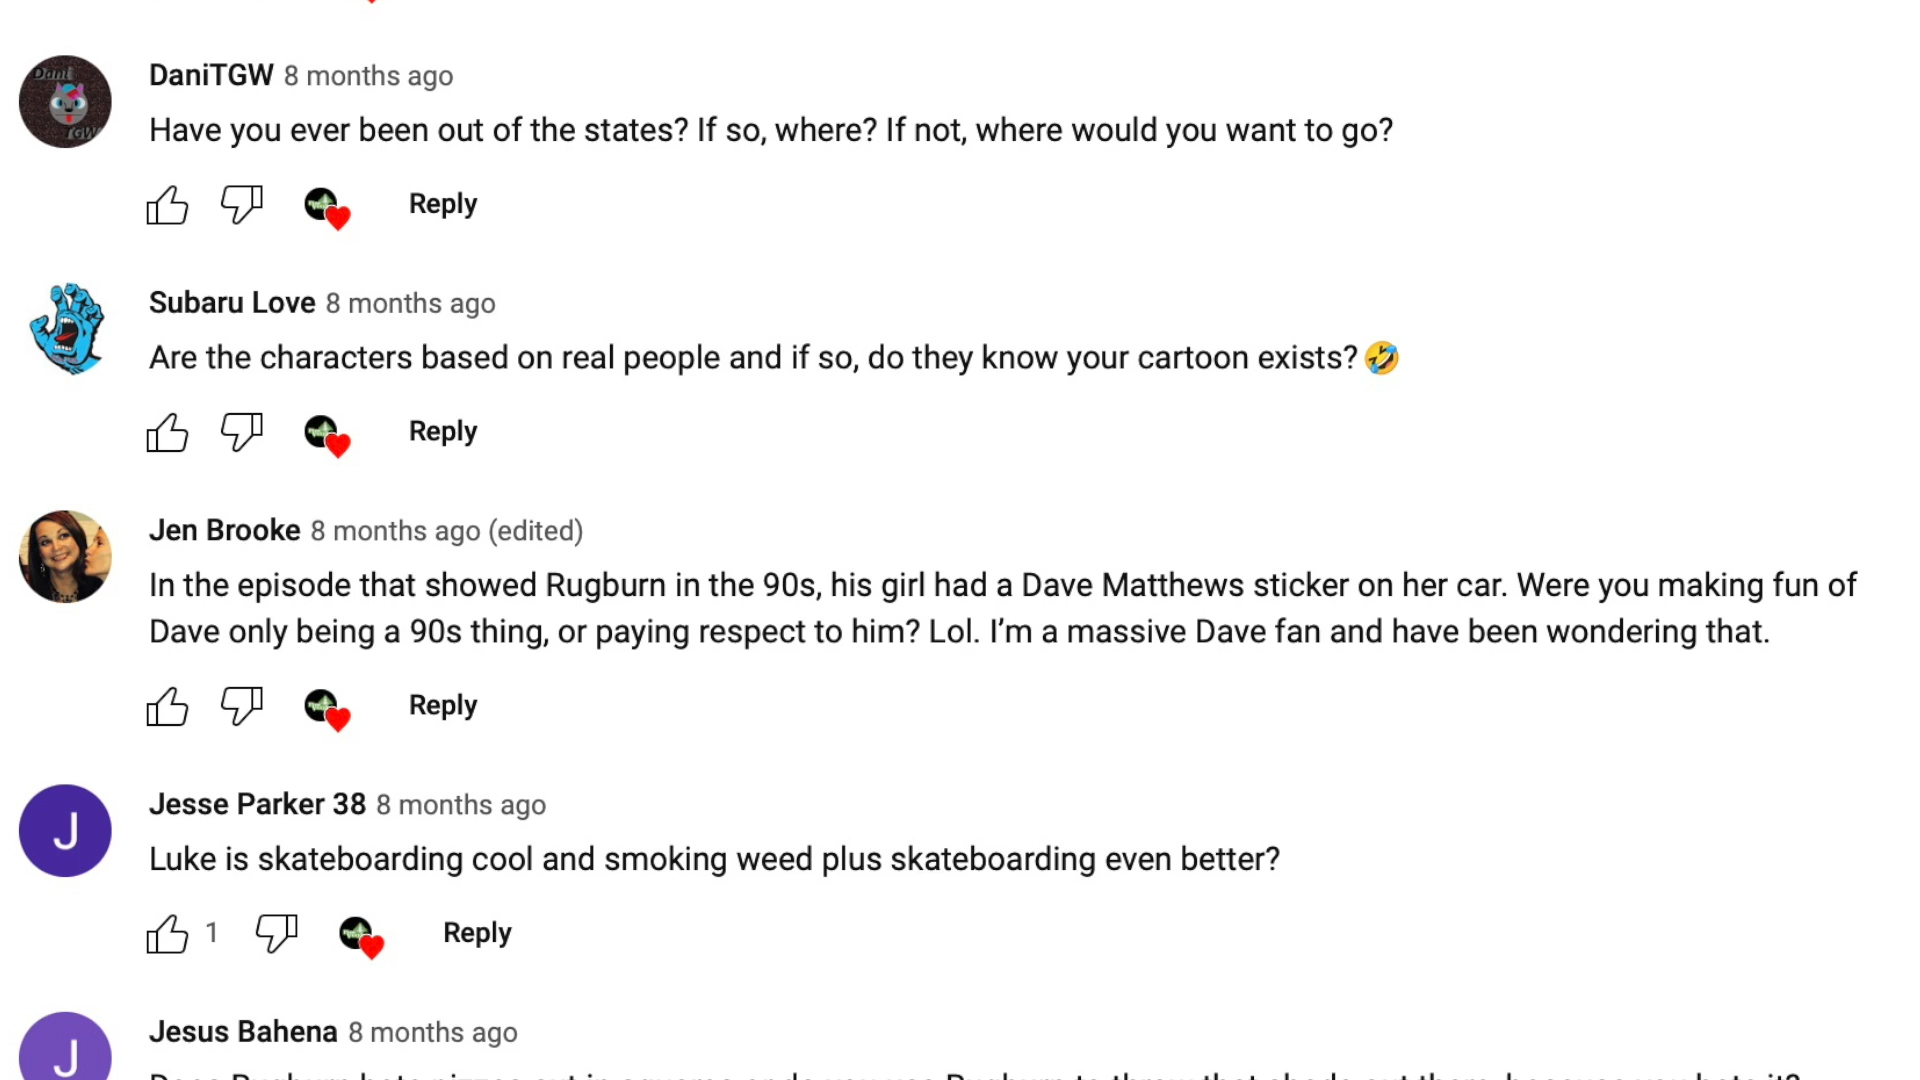 DaniTGW 8 months ago
Have you ever been out of the states? If so, where? If not, where would you want to go?
Reply
Subaru Love 8 months ago
Are the characters based on real people and if so, do they know your cartoon exists?🤣
Reply
Jen Brooke 8 months ago (edited)
In the episode that showed Rugburn in the 90s, his girl had a Dave Matthews sticker on her car. Were you making fun of
Dave only being a 90s thing, or paying respect to him? Lol. I’m a massive Dave fan and have been wondering that.
Reply
J
Jesse Parker 38 8 months ago
Luke is skateboarding cool and smoking weed plus skateboarding even better?
1 Reply
J
Jesus Bahena 8 months ago